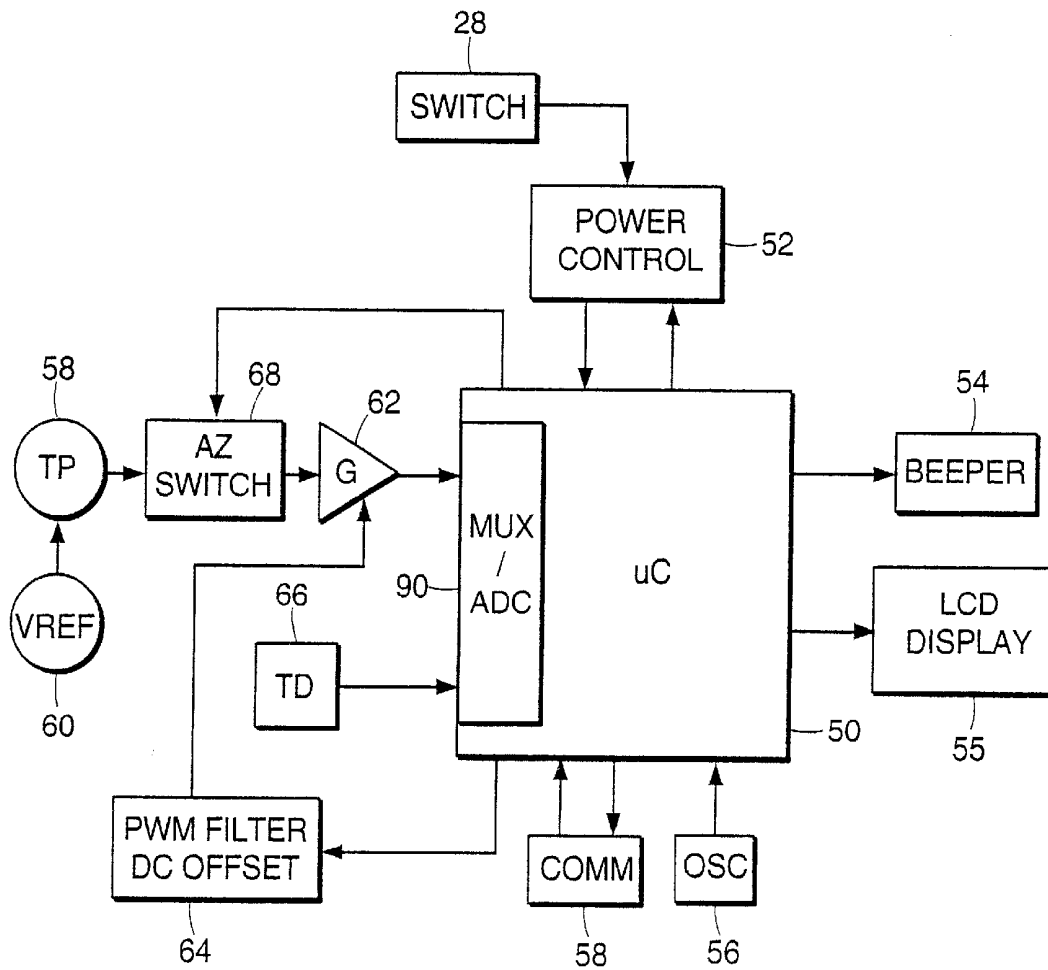 28
SWITCH
POWER
CONTROL
52
58
68
62
54
TP
AZ
SWITCH
G
BEEPER
MUX
/
ADC
90
uC
VREF
66
TD
LCD
DISPLAY
60
50
55
PWM FILTER
DC OFFSET
COMM
OSC
64
58
56